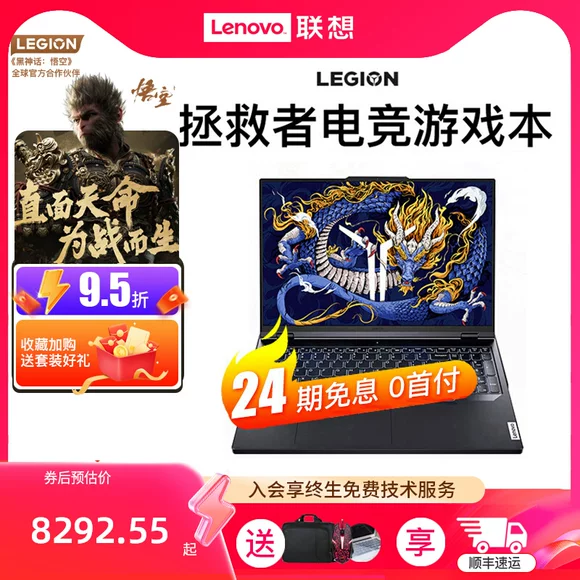 Lenovo 联想
LEGION
《黑神话：悟空》
全球官方合作伙伴
悟空
LEGION
拯救者电竞游戏本
直面天命
为战而生
9.5折
收藏加购
送套装好礼
24期免息 0首付
Lenovo
券后预估价
8292.55起
入会享终生免费技术服务
送
享
顺丰速运